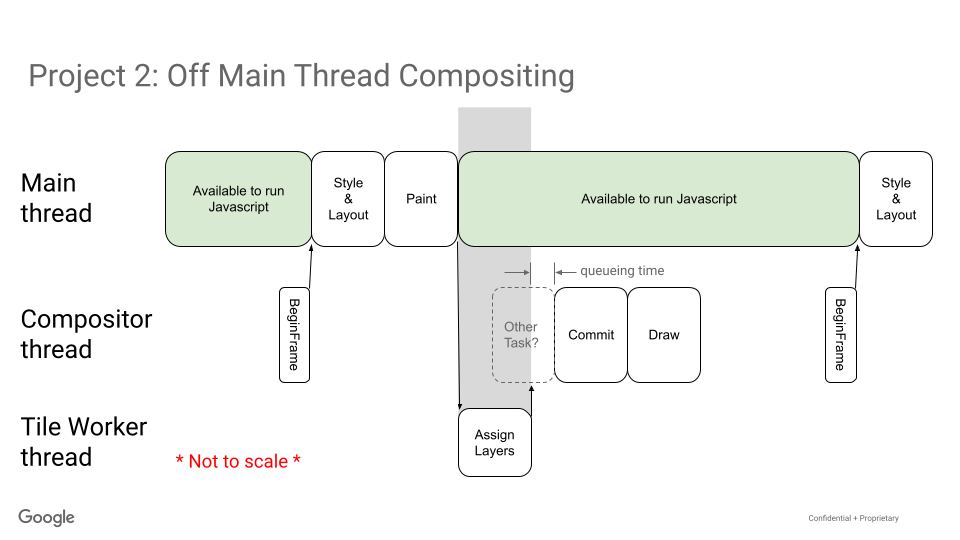 Project 2: Off Main Thread Compositing
Main
thread
Available to run
Javascript
Style
&
Layout
Paint
Available to run Javascript
Style
&
Layout
queueing time
Compositor
thread
BeginFrame
Other
Task?
Commit
Draw
BeginFrame
Tile Worker
thread
* Not to scale *
Assign
Layers
Google
Confidential + Proprietary